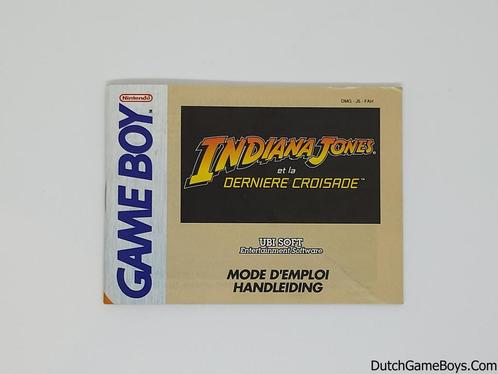 Nintendo
GAME BOY
DMG - J5 - FAH
INDIANA JONES
et la
DERNIERE CROISADE™
UBI SOFT
Entertainment Software
MODE D'EMPLOI
HANDLEIDING
DutchGameBoys.Com